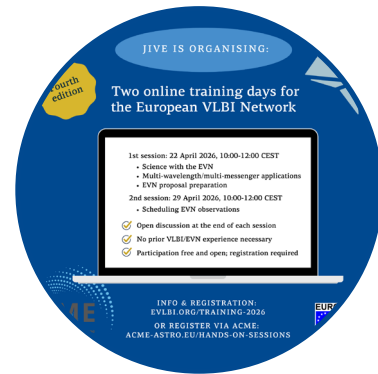 JIVE IS ORGANISING:
Fourth
edition
Two online training days for
the European VLBI Network
1st session: 22 April 2026, 10:00-12:00 CEST
• Science with the EVN
• Multi-wavelength/multi-messenger applications
• EVN proposal preparation
2nd session: 29 April 2026, 10:00-12:00 CEST
• Scheduling EVN observations
Open discussion at the end of each session
No prior VLBI/EVN experience necessary
Participation free and open; registration required
INFO & REGISTRATION:
EVLBI.ORG/TRAINING-2026
OR REGISTER VIA ACME:
ACME-ASTRO.EU/HANDS-ON-SESSIONS